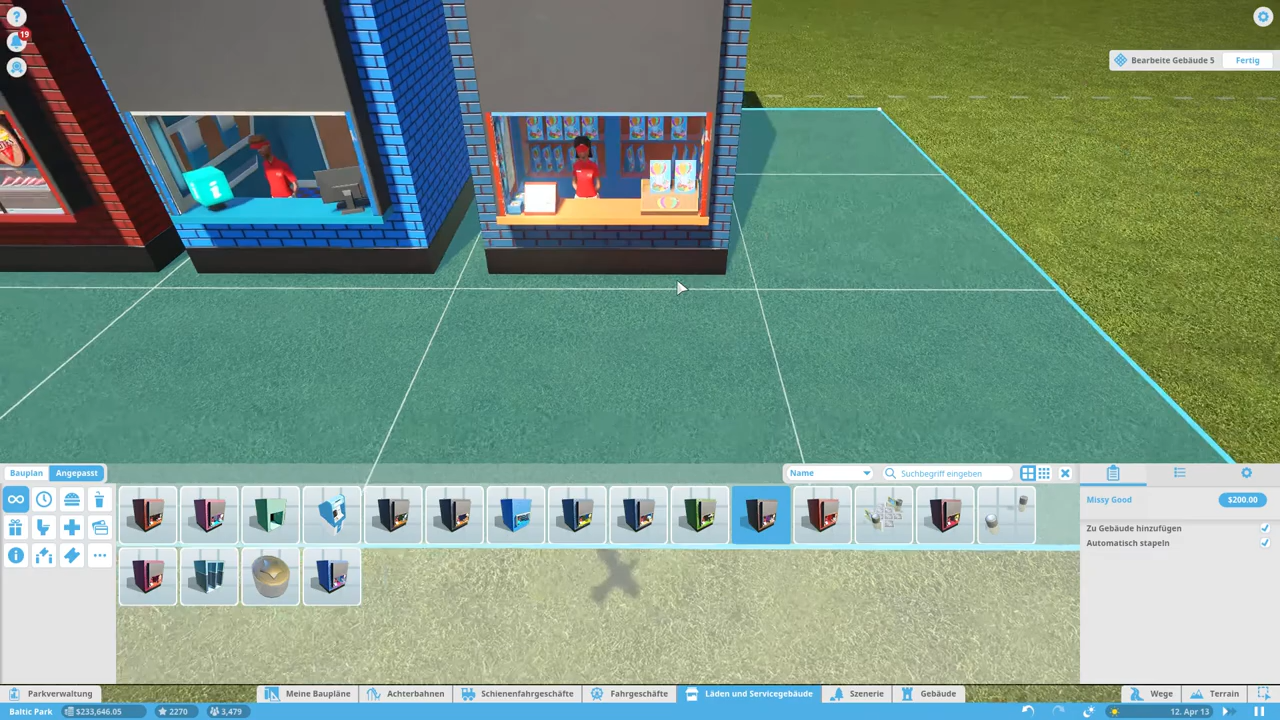 ?
19
Bearbeite Gebäude 5 Fertig
Bauplan Angepasst
Name
Suchbegriff eingeben
Missy Good $200.00
Zu Gebäude hinzufügen
Automatisch stapeln
Parkverwaltung
Meine Baupläne
Achterbahnen
Schienenfahrgeschäfte
Fahrgeschäfte
Läden und Servicegebäude
Szenerie
Gebäude
Wege
Terrain
Baltic Park $233,646.05 2270 3,479 12. Apr 13